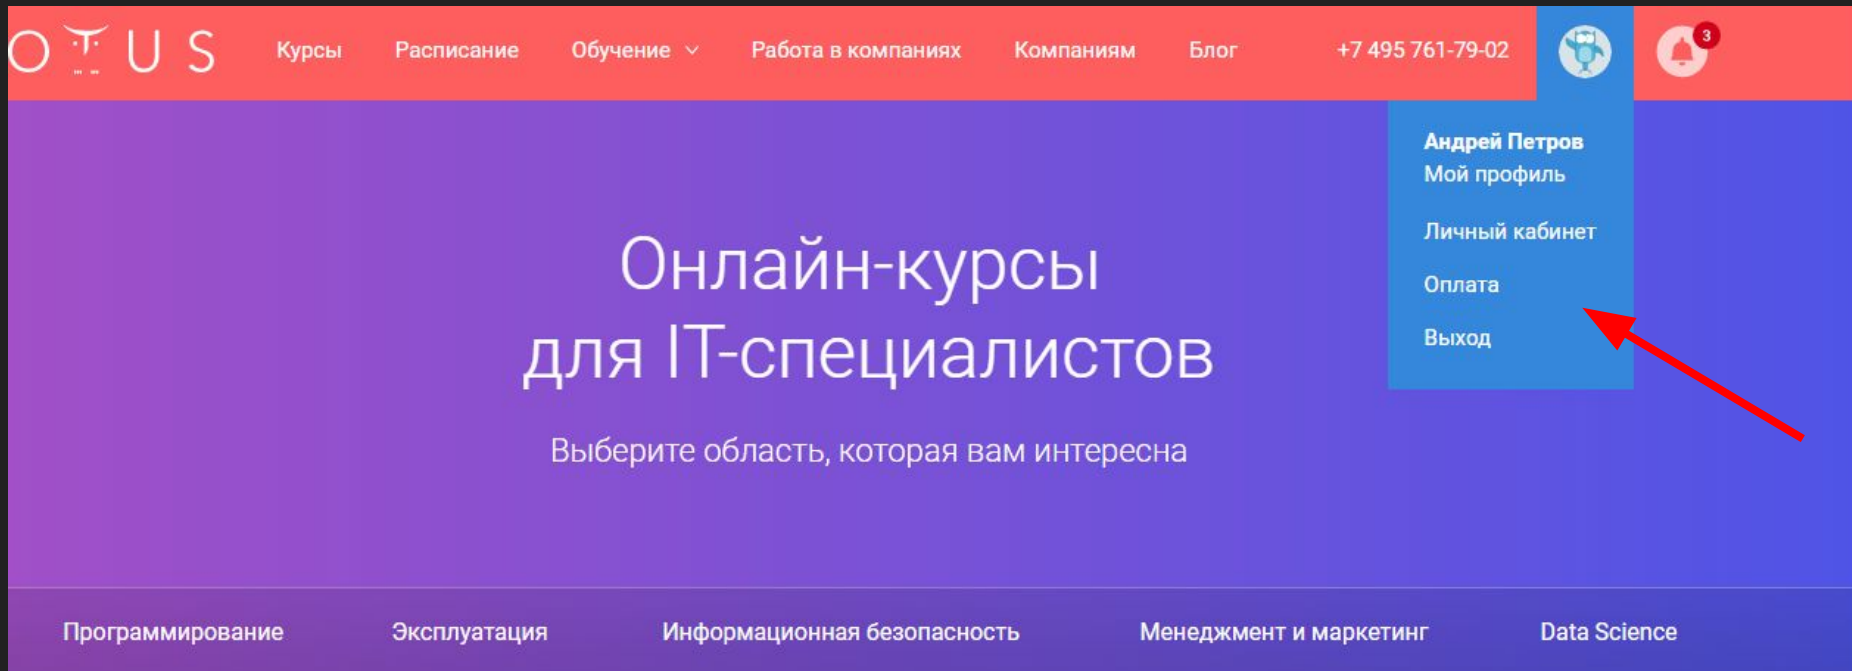 OTUS
Курсы
Расписание
Обучение
Работа в компаниях
Компаниям
Блог
+7 495 761-79-02
3
Андрей Петров
Мой профиль
Личный кабинет
Оплата
Выход
Онлайн-курсы
для IT-специалистов
Выберите область, которая вам интересна
Программирование
Эксплуатация
Информационная безопасность
Менеджмент и маркетинг
Data Science